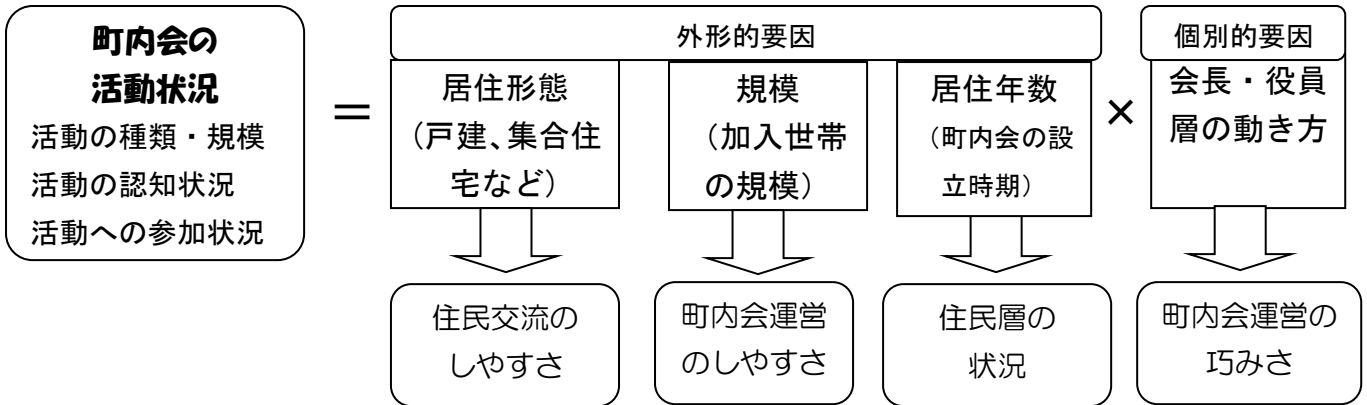 町内会の
活動状況
活動の種類・規模
活動の認知状況
活動への参加状況
＝
外形的要因
居住形態
（戸建、集合住
宅など）
規模
（加入世帯
の規模）
居住年数
（町内会の設
立時期）
×
個別的要因
会長・役員
層の動き方
住民交流の
しやすさ
町内会運営
のしやすさ
住民層の
状況
町内会運営の
巧みさ